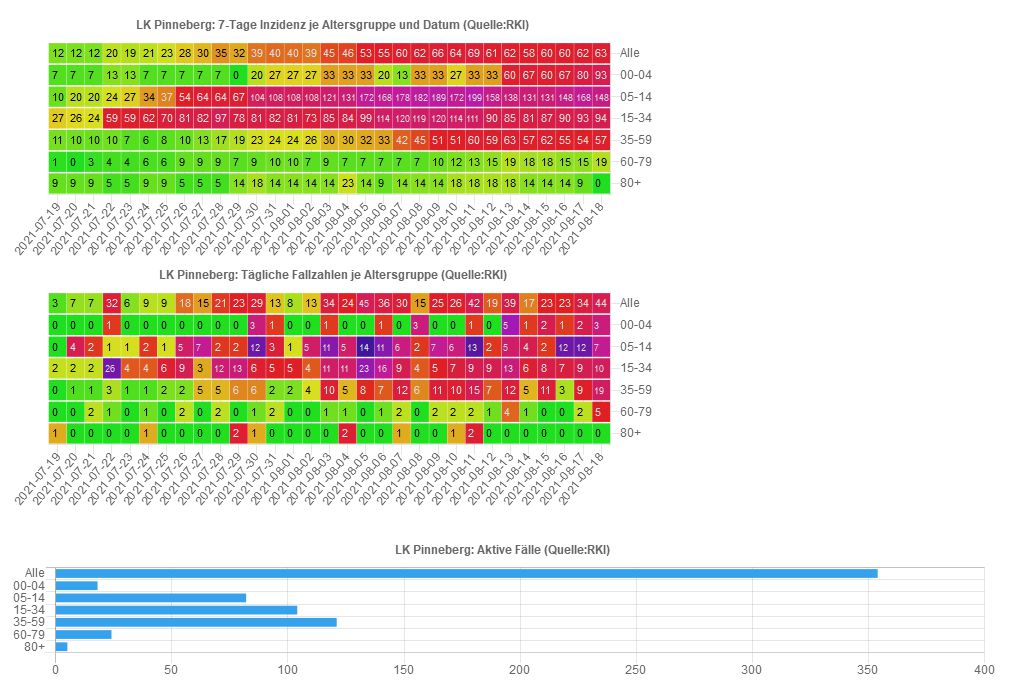 LK Pinneberg: 7-Tage Inzidenz je Altersgruppe und Datum (Quelle:RKI)
12 12 12 20 19 21 23 28 30 35 32 39 40 40 39 45 46 53 55 60 62 66 64 69 61 62 58 60 60 62 63 Alle
7 7 7 13 13 7 7 7 7 7 0 20 27 27 27 33 33 33 20 13 33 33 27 33 33 60 67 60 67 80 93 00-04
10 20 20 24 27 34 37 54 64 64 67 104 108 108 108 121 131 172 168 178 182 189 172 199 158 138 131 131 148 168 148 05-14
27 26 24 59 59 62 70 81 82 97 78 81 82 81 73 85 84 99 114 120 119 120 114 111 90 85 81 87 90 93 94 15-34
11 10 10 10 7 6 8 10 13 17 19 23 24 24 26 30 30 32 33 42 45 51 51 60 59 63 57 62 55 54 57 35-59
1 0 3 4 4 6 6 9 9 9 7 9 10 10 7 9 7 7 7 7 7 10 12 13 15 19 18 18 15 15 19 60-79
9 9 9 5 5 9 9 5 5 5 14 18 14 14 14 14 23 14 9 14 14 14 18 18 18 18 14 14 14 9 0 80+
2021-07-19 2021-07-20 2021-07-21 2021-07-22 2021-07-23 2021-07-24 2021-07-25 2021-07-26 2021-07-27 2021-07-28 2021-07-29 2021-07-30 2021-07-31 2021-08-01 2021-08-02 2021-08-03 2021-08-04 2021-08-05 2021-08-06 2021-08-07 2021-08-08 2021-08-09 2021-08-10 2021-08-11 2021-08-12 2021-08-13 2021-08-14 2021-08-15 2021-08-16 2021-08-17 2021-08-18
LK Pinneberg: Tägliche Fallzahlen je Altersgruppe (Quelle:RKI)
3 7 7 32 6 9 9 18 15 21 23 29 13 8 13 34 24 45 36 30 15 25 26 42 19 39 17 23 23 34 44 Alle
0 0 0 1 0 0 0 0 0 0 0 3 1 0 0 1 0 0 1 0 3 0 0 1 0 5 1 2 1 2 3 00-04
0 4 2 1 1 2 1 5 7 2 2 12 3 1 5 11 5 14 11 6 2 7 6 13 2 5 4 2 12 12 7 05-14
2 2 2 26 4 4 6 9 3 12 13 6 5 5 4 11 11 23 16 9 4 5 7 9 9 13 6 8 7 9 10 15-34
0 1 1 3 1 1 2 2 5 5 6 6 2 2 4 10 5 8 7 12 6 11 10 15 7 12 5 11 3 9 19 35-59
0 0 2 1 0 1 0 2 0 2 0 1 2 0 0 1 1 0 1 2 0 2 2 2 1 4 1 0 0 2 5 60-79
1 0 0 0 0 1 0 0 0 0 2 1 0 0 0 0 2 0 0 1 0 0 1 2 0 0 0 0 0 0 0 80+
2021-07-19 2021-07-20 2021-07-21 2021-07-22 2021-07-23 2021-07-24 2021-07-25 2021-07-26 2021-07-27 2021-07-28 2021-07-29 2021-07-30 2021-07-31 2021-08-01 2021-08-02 2021-08-03 2021-08-04 2021-08-05 2021-08-06 2021-08-07 2021-08-08 2021-08-09 2021-08-10 2021-08-11 2021-08-12 2021-08-13 2021-08-14 2021-08-15 2021-08-16 2021-08-17 2021-08-18
LK Pinneberg: Aktive Fälle (Quelle:RKI)
Alle
00-04
05-14
15-34
35-59
60-79
80+
0 50 100 150 200 250 300 350 400